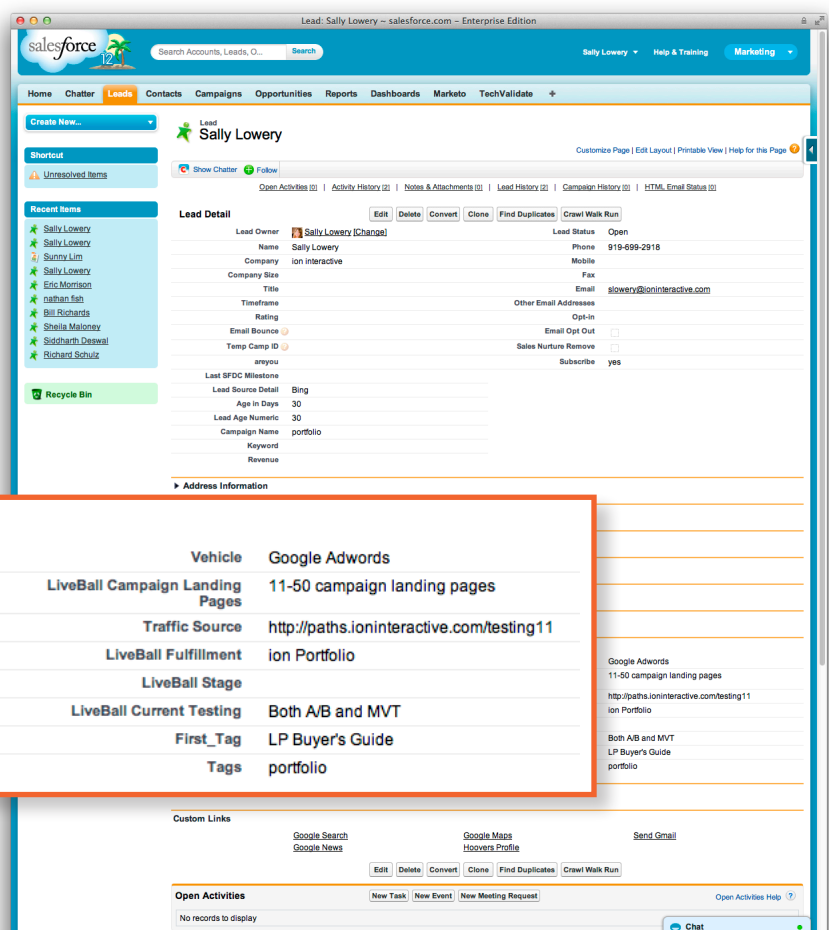 Lead: Sally Lowery ~ salesforce.com – Enterprise Edition
salesforce
12
Search Accounts, Leads, O...
Search
Sally Lowery
Help & Training
Marketing
Home Chatter Leads Contacts Campaigns Opportunities Reports Dashboards Marketo TechValidate +
Create New...
Shortcut
Unresolved Items
Recent Items
Sally Lowery
Sally Lowery
Sunny Lim
Sally Lowery
Eric Morrison
nathan fish
Bill Richards
Sheila Maloney
Siddharth Deswal
Richard Schulz
Recycle Bin
Lead
Sally Lowery
Customize Page | Edit Layout | Printable View | Help for this Page ?
Show Chatter Follow
Open Activities [0] | Activity History [2] | Notes & Attachments [0] | Lead History [2] | Campaign History [0] | HTML Email Status [0]
Lead Detail Edit Delete Convert Clone Find Duplicates Crawl Walk Run
Lead Owner Sally Lowery [Change] Lead Status Open
Name Sally Lowery Phone 919-699-2918
Company ion interactive Mobile
Company Size Fax
Title Email slowery@ioninteractive.com
Timeframe Other Email Addresses
Rating Opt-in
Email Bounce Email Opt Out
Temp Camp ID Sales Nurture Remove
areyou Subscribe yes
Last SFDC Milestone
Lead Source Detail Bing
Age in Days 30
Lead Age Numeric 30
Campaign Name portfolio
Keyword
Revenue
Address Information
Vehicle Google Adwords
LiveBall Campaign Landing Pages 11-50 campaign landing pages
Traffic Source http://paths.ioninteractive.com/testing11
LiveBall Fulfillment ion Portfolio
LiveBall Stage
LiveBall Current Testing Both A/B and MVT
First_Tag LP Buyer's Guide
Tags portfolio
Google Adwords
11-50 campaign landing pages
http://paths.ioninteractive.com/testing11
ion Portfolio
Both A/B and MVT
LP Buyer's Guide
portfolio
Custom Links
Google Search Google Maps Send Gmail
Google News Hoovers Profile
Edit Delete Convert Clone Find Duplicates Crawl Walk Run
Open Activities New Task New Event New Meeting Request Open Activities Help ?
No records to display
Chat